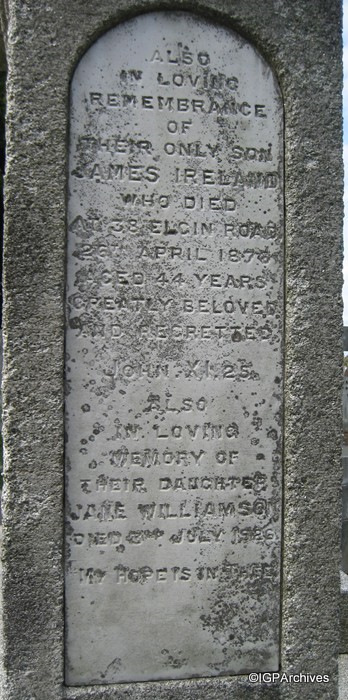 ALSO
IN LOVING
REMEMBRANCE
OF
THEIR ONLY SON
JAMES IRELAND
WHO DIED
AT 38 ELGIN ROAD
APRIL
AGED 44 YEARS
GREATLY BELOVED
AND REGRETTED
JOHN XI. 25.
ALSO
IN LOVING
MEMORY OF
THEIR DAUGHTER
JANE WILLIAMSON
DIED JULY
MY HOPE IS IN THEE
©IGPArchives